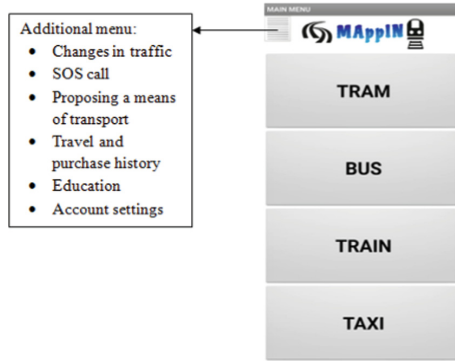 MAIN MENU
MAppIN
Additional menu:
• Changes in traffic
• SOS call
• Proposing a means
of transport
• Travel and
purchase history
• Education
• Account settings
TRAM
BUS
TRAIN
TAXI